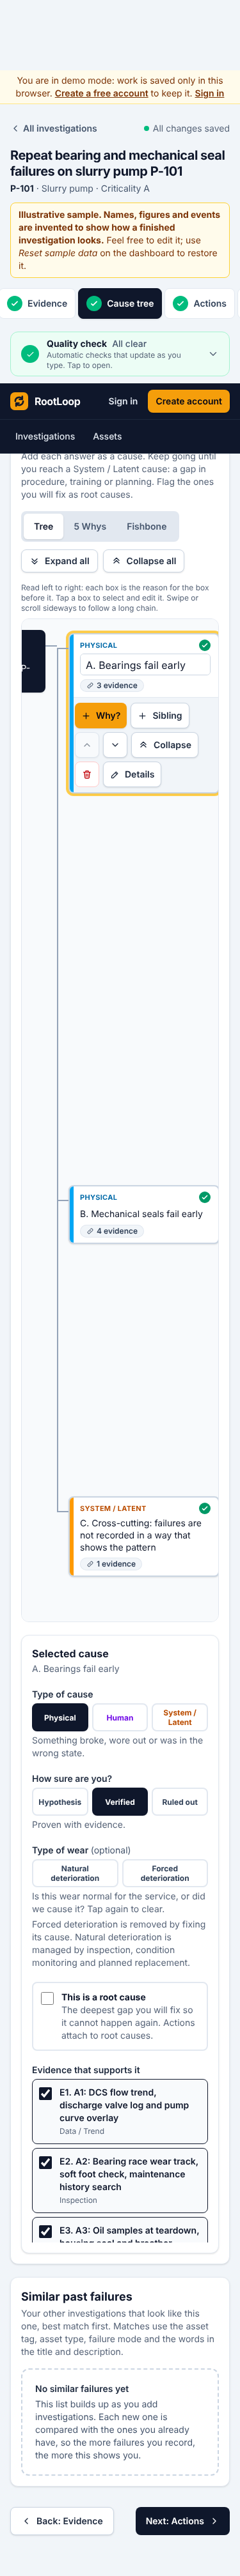 You are in demo mode: work is saved only in this
browser. Create a free account to keep it. Sign in
All investigations
All changes saved
Repeat bearing and mechanical seal
failures on slurry pump P-101
P-101 · Slurry pump · Criticality A
Illustrative sample. Names, figures and events
are invented to show how a finished
investigation looks. Feel free to edit it; use
Reset sample data on the dashboard to restore
it.
Evidence
Cause tree
Actions
Quality check All clear
Automatic checks that update as you
type. Tap to open.
RootLoop
Sign in
Create account
Investigations
Assets
Add each answer as a cause. Keep going until
you reach a System / Latent cause: a gap in
procedure, training or planning. Flag the ones
you will fix as root causes.
Tree
5 Whys
Fishbone
Expand all
Collapse all
Read left to right: each box is the reason for the box
before it. Tap a box to select and edit it. Swipe or
scroll sideways to follow a long chain.
P-
PHYSICAL
A. Bearings fail early
3 evidence
Why?
Sibling
Collapse
Details
PHYSICAL
B. Mechanical seals fail early
4 evidence
SYSTEM / LATENT
C. Cross-cutting: failures are
not recorded in a way that
shows the pattern
1 evidence
Selected cause
A. Bearings fail early
Type of cause
Physical
Human
System /
Latent
Something broke, wore out or was in the
wrong state.
How sure are you?
Hypothesis
Verified
Ruled out
Proven with evidence.
Type of wear (optional)
Natural
deterioration
Forced
deterioration
Is this wear normal for the service, or did
we cause it? Tap again to clear.
Forced deterioration is removed by fixing
its cause. Natural deterioration is
managed by inspection, condition
monitoring and planned replacement.
This is a root cause
The deepest gap you will fix so
it cannot happen again. Actions
attach to root causes.
Evidence that supports it
E1. A1: DCS flow trend,
discharge valve log and pump
curve overlay
Data / Trend
E2. A2: Bearing race wear track,
soft foot check, maintenance
history search
Inspection
E3. A3: Oil samples at teardown,
housing seal and breather
Similar past failures
Your other investigations that look like this
one, best match first. Matches use the asset
tag, asset type, failure mode and the words in
the title and description.
No similar failures yet
This list builds up as you add
investigations. Each new one is
compared with the ones you already
have, so the more failures you record,
the more this shows you.
Back: Evidence
Next: Actions